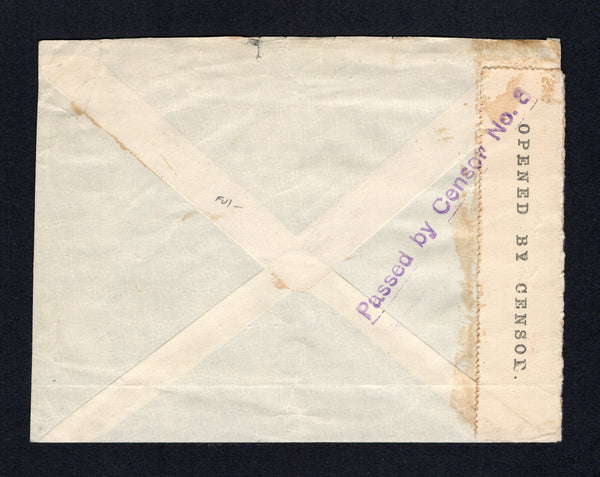 Passed by Censor No. 8
OPENED BY CENSOR.